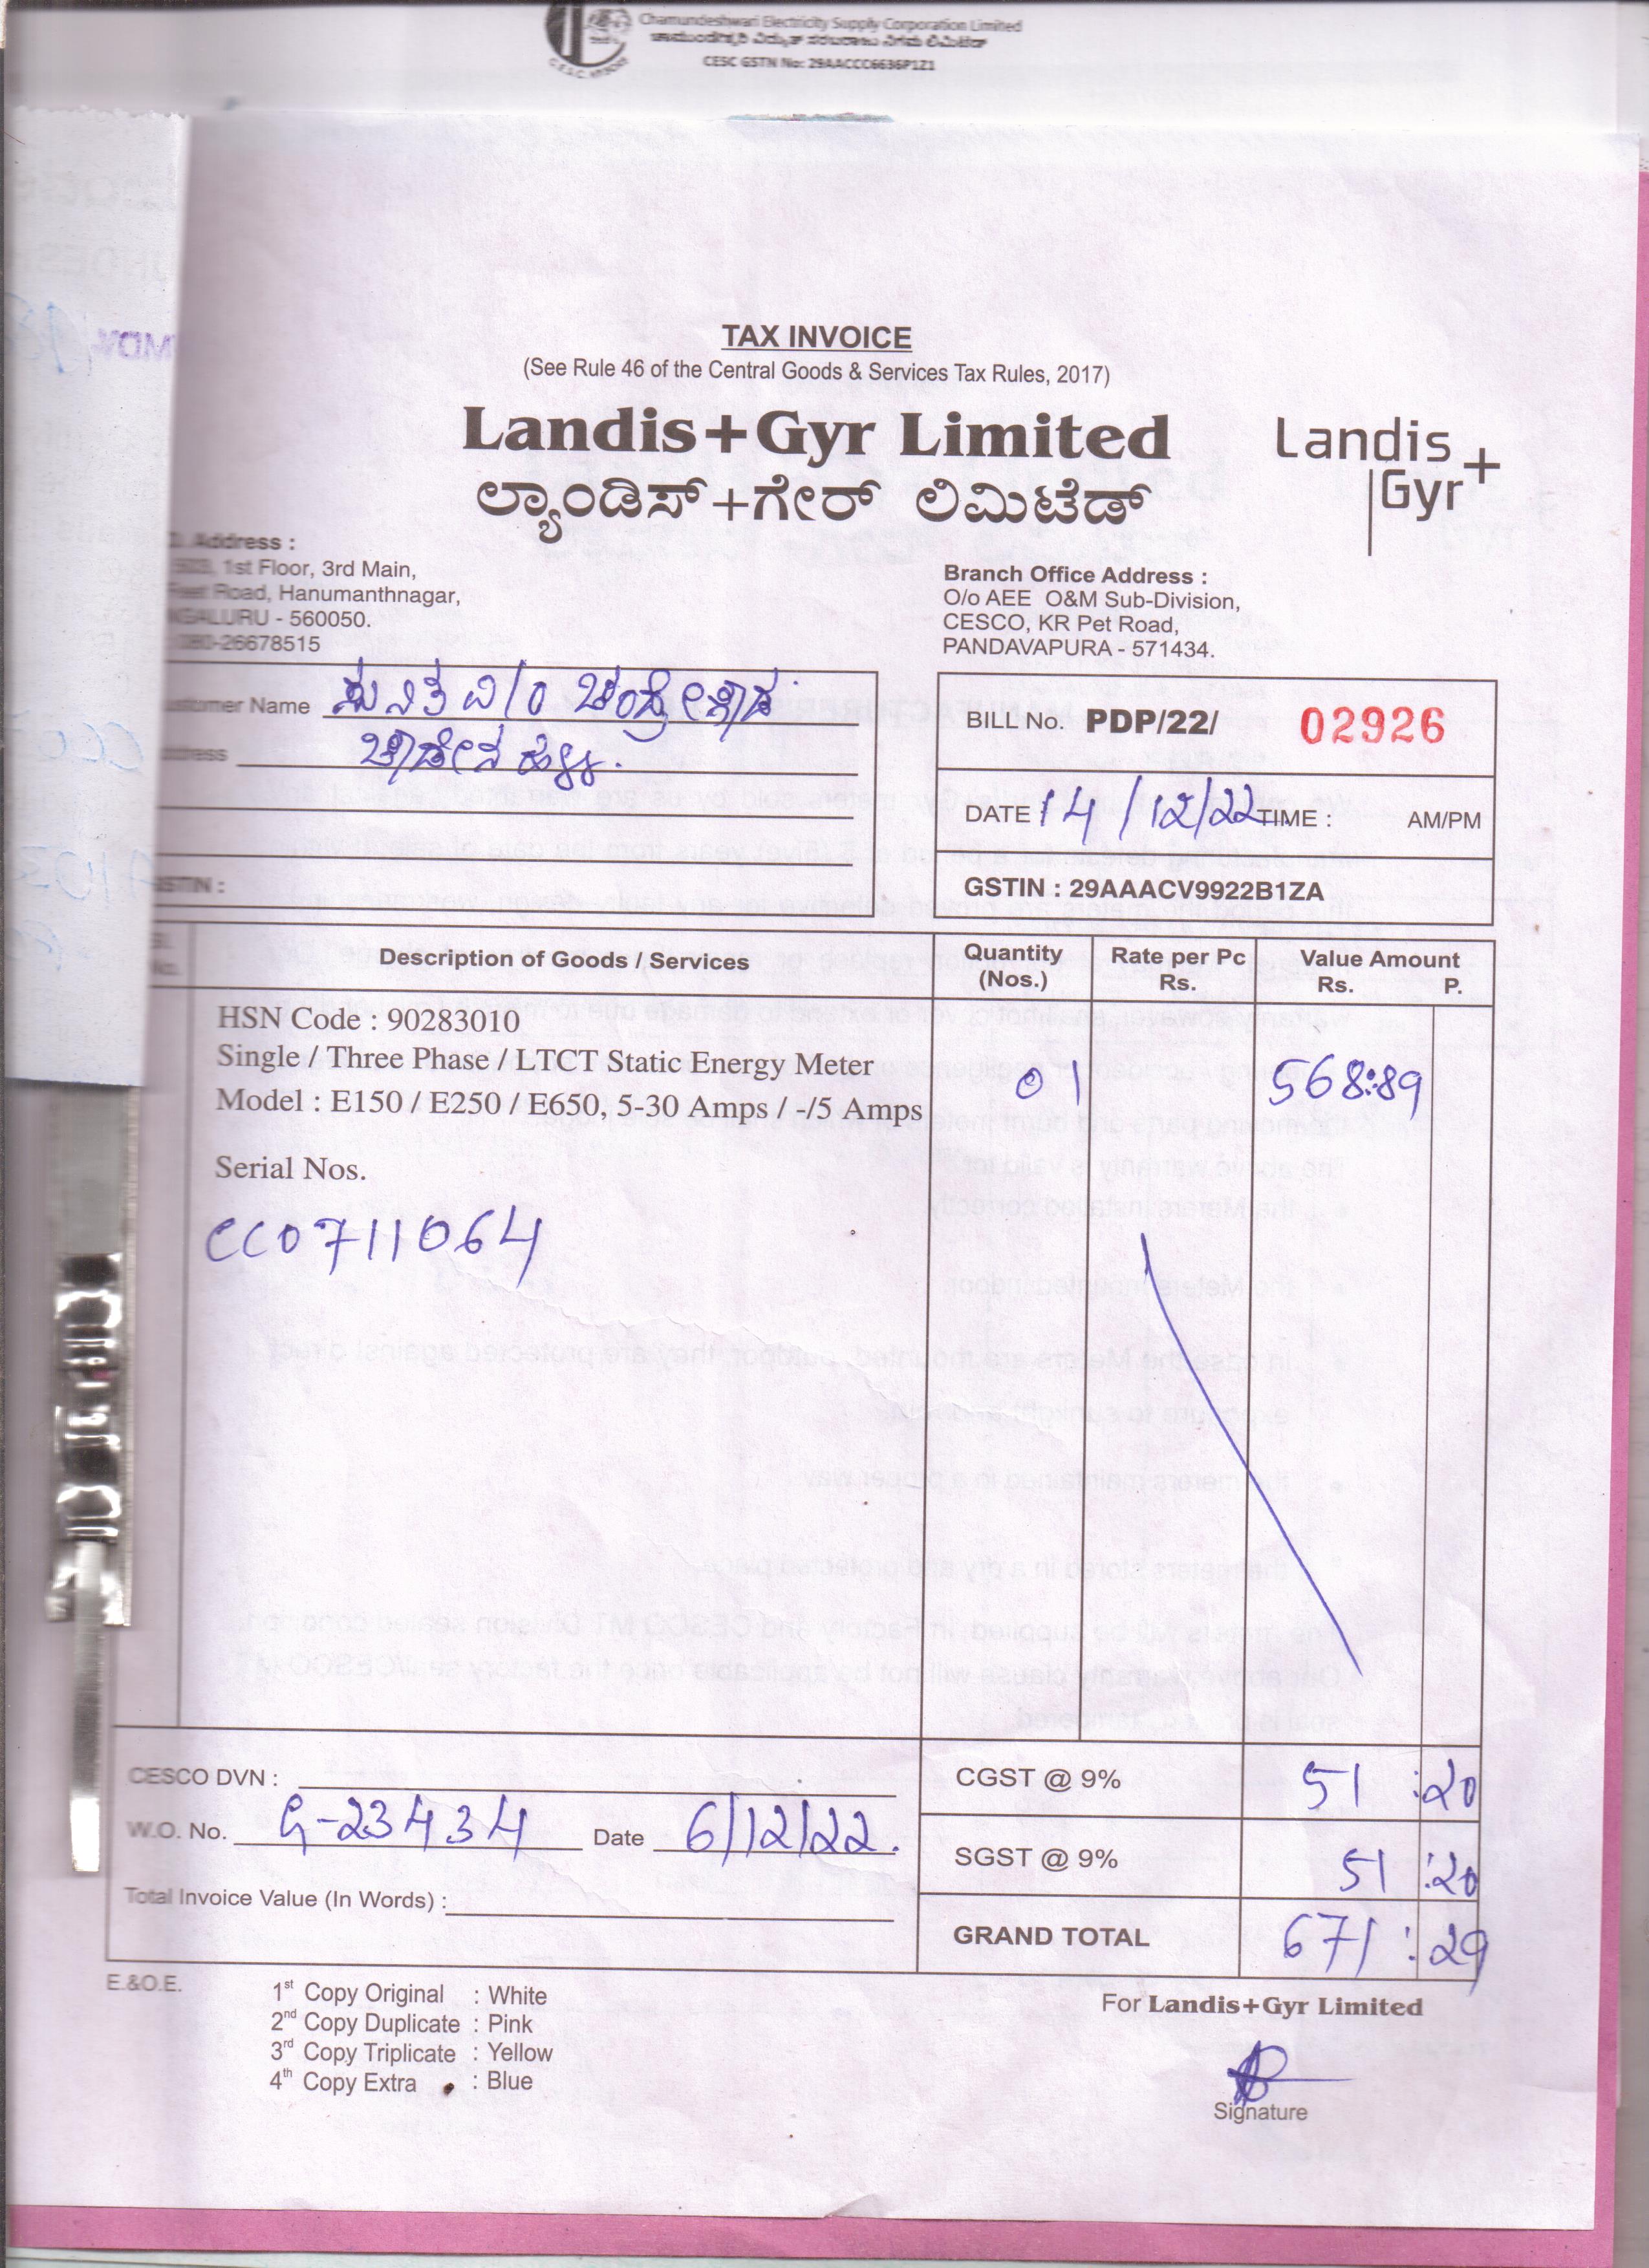 Chamundeshwari Electricity Supply Corporation Limited
ಚಾಮುಂಡೇಶ್ವರಿ ವಿದ್ಯುತ್ ಸರಬರಾಜು ನಿಗಮ ಲಿಮಿಟೆಡ್
CESC GSTN No: 29AACCC6636P1Z1
TAX INVOICE
(See Rule 46 of the Central Goods & Services Tax Rules, 2017)
Landis+Gyr Limited
ಲ್ಯಾಂಡಿಸ್+ಗೇರ್ ಲಿಮಿಟೆಡ್
Landis
Gyr+
Address :
1st Floor, 3rd Main,
Road, Hanumanthnagar,
GALURU - 560050.
080-26678515
Branch Office Address :
O/o AEE O&M Sub-Division,
CESCO, KR Pet Road,
PANDAVAPURA - 571434.
stomer Name ಸುನಿತ
ddress
GSTIN :
BILL No. PDP/22/ 02926
DATE 14/12/22 TIME : AM/PM
GSTIN : 29AAACV9922B1ZA
Description of Goods / Services Quantity (Nos.) Rate per Pc Rs. Value Amount Rs. P.
HSN Code : 90283010
Single / Three Phase / LTCT Static Energy Meter
Model : E150 / E250 / E650, 5-30 Amps / -/5 Amps 01 568:89
Serial Nos.
CC0711064
CESCO DVN :
W.O. No. G-23434 Date 6/12/22.
Total Invoice Value (In Words) :
CGST @ 9% 51 :20
SGST @ 9% 51 :20
GRAND TOTAL 671 :29
E.&O.E.
1st Copy Original : White
2nd Copy Duplicate : Pink
3rd Copy Triplicate : Yellow
4th Copy Extra : Blue
For Landis+Gyr Limited
Signature